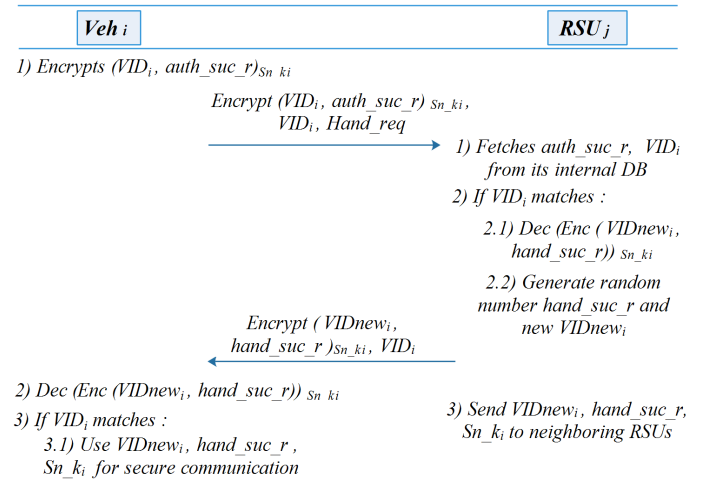 Veh i
RSU j
1) Encrypts (VIDi, auth_suc_r)Sn_ki
Encrypt (VIDi, auth_suc_r) Sn_ki,
VIDi, Hand_req
1) Fetches auth_suc_r, VIDi
from its internal DB
2) If VIDi matches :
2.1) Dec (Enc ( VIDnewi,
hand_suc_r)) Sn_ki
2.2) Generate random
number hand_suc_r and
new VIDnewi
Encrypt ( VIDnewi,
hand_suc_r )Sn_ki, VIDi
2) Dec (Enc (VIDnewi, hand_suc_r)) Sn_ki
3) If VIDi matches :
3.1) Use VIDnewi, hand_suc_r ,
Sn_ki for secure communication
3) Send VIDnewi, hand_suc_r,
Sn_ki to neighboring RSUs